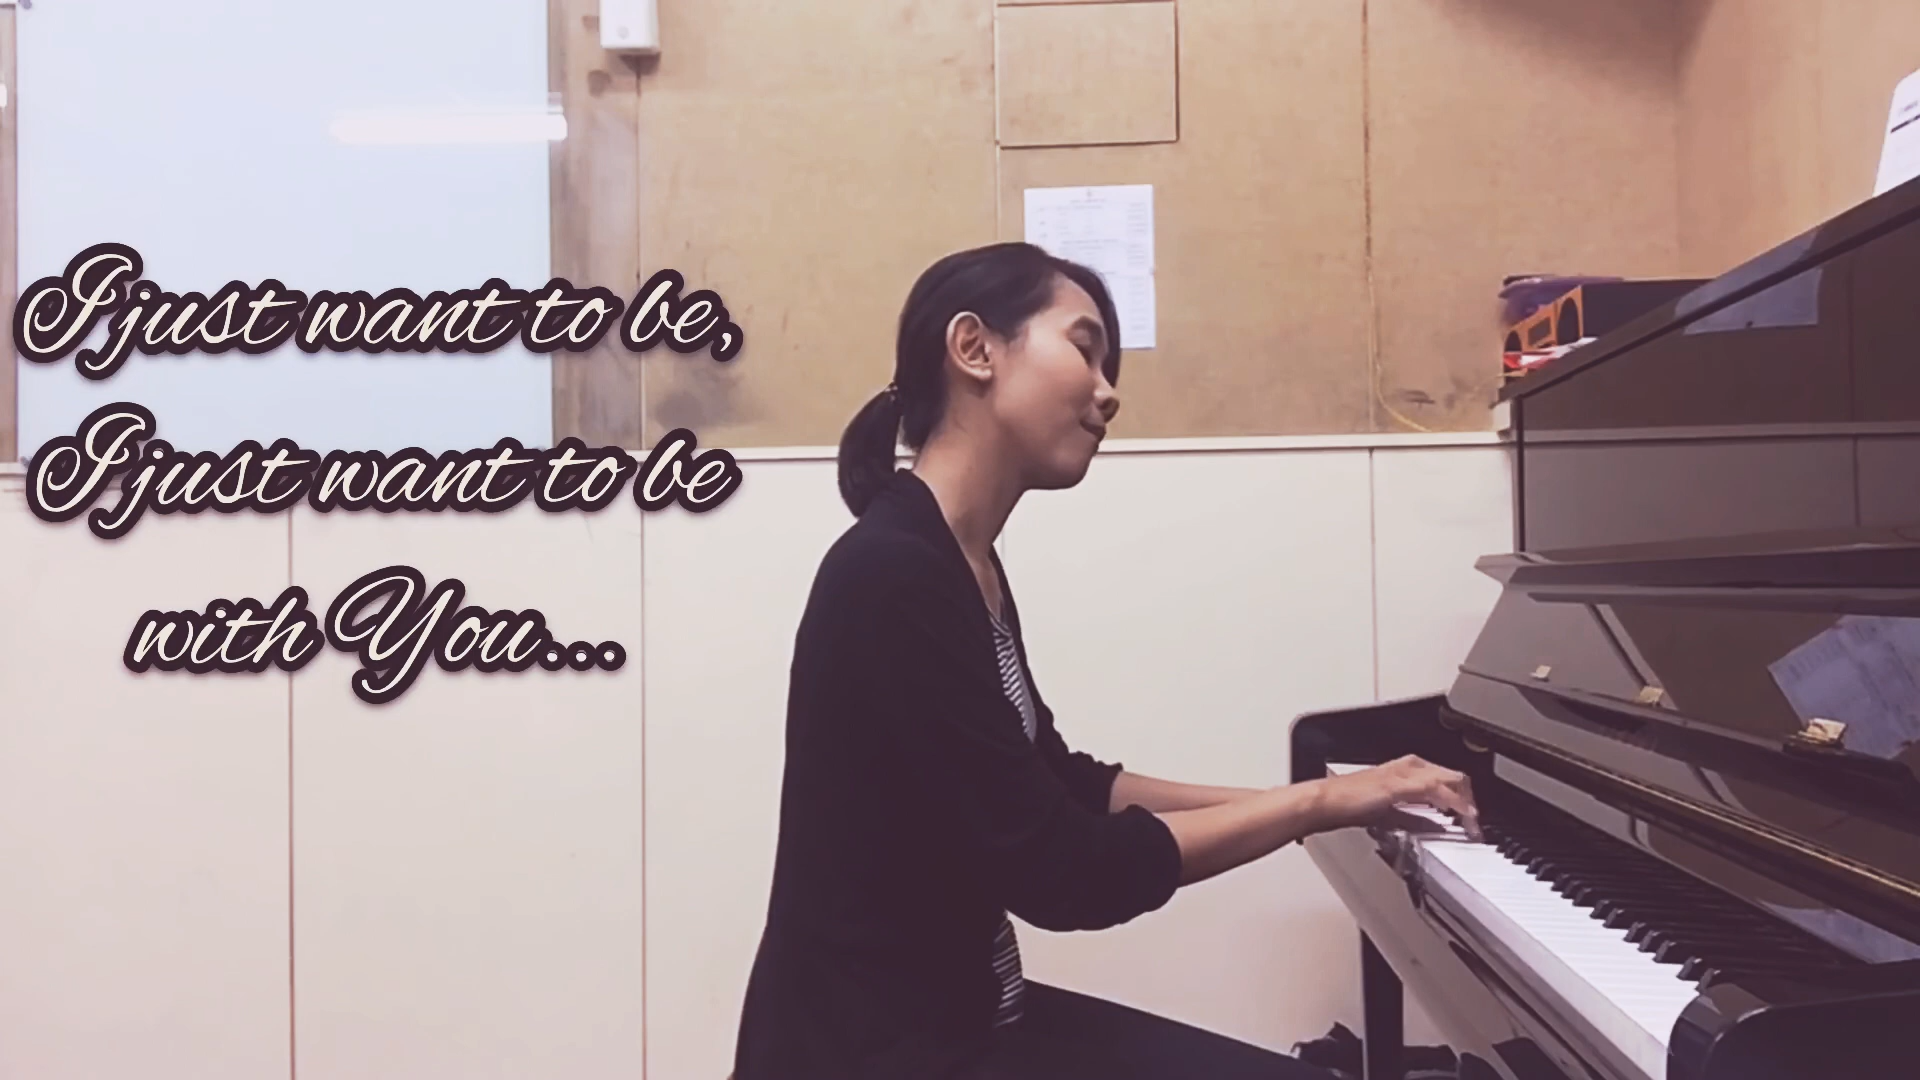 I just want to be,
I just want to be
with You...